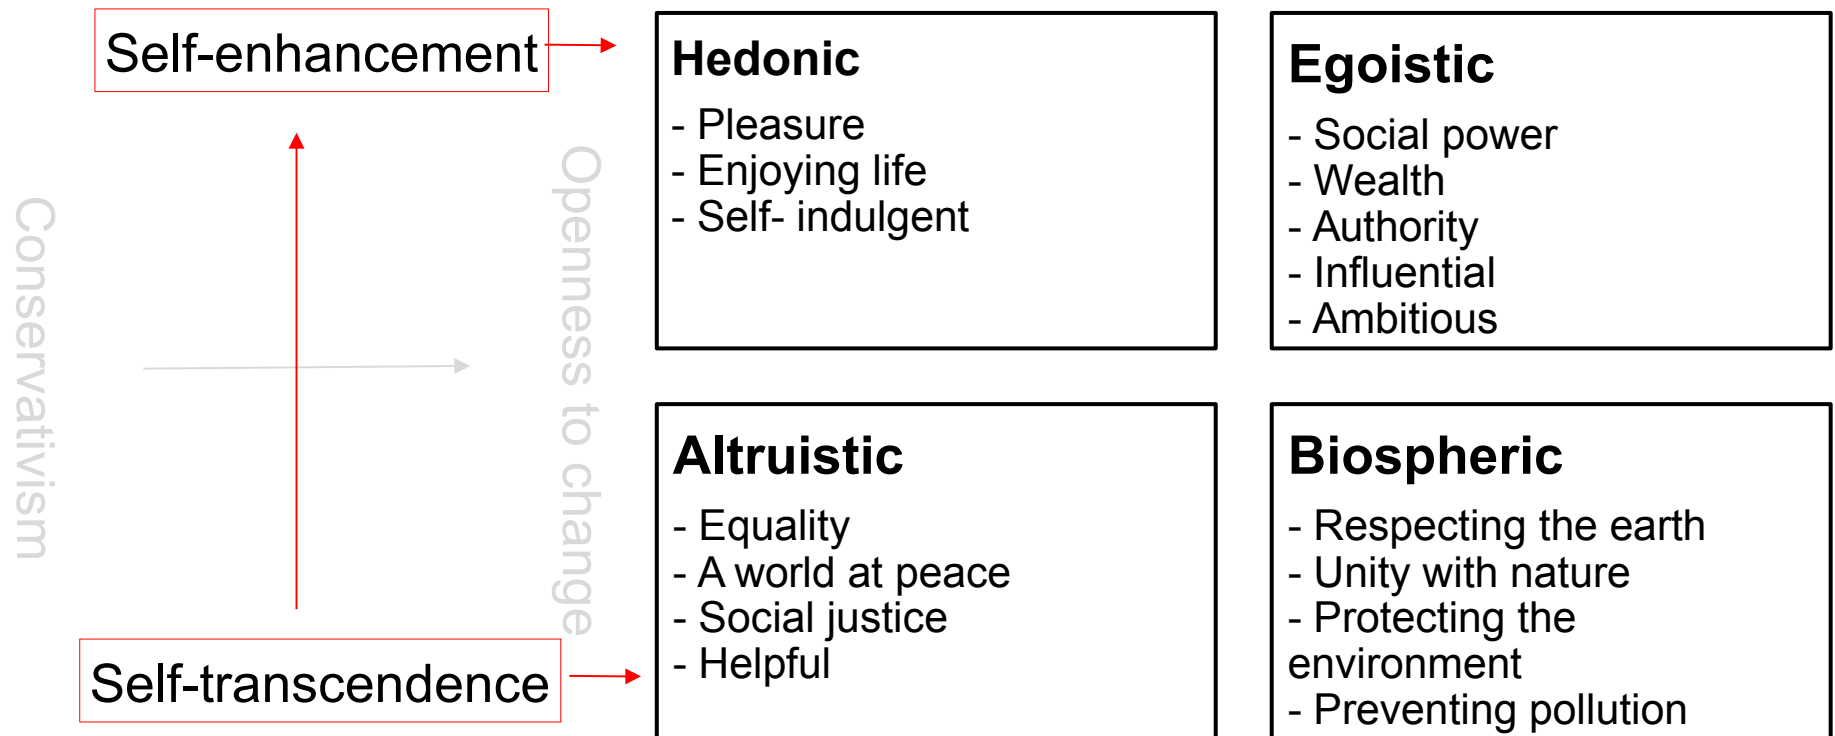 Self-enhancement
Conservativism
Openness to change
Self-transcendence
Hedonic
- Pleasure
- Enjoying life
- Self- indulgent
Egoistic
- Social power
- Wealth
- Authority
- Influential
- Ambitious
Altruistic
- Equality
- A world at peace
- Social justice
- Helpful
Biospheric
- Respecting the earth
- Unity with nature
- Protecting the
environment
- Preventing pollution